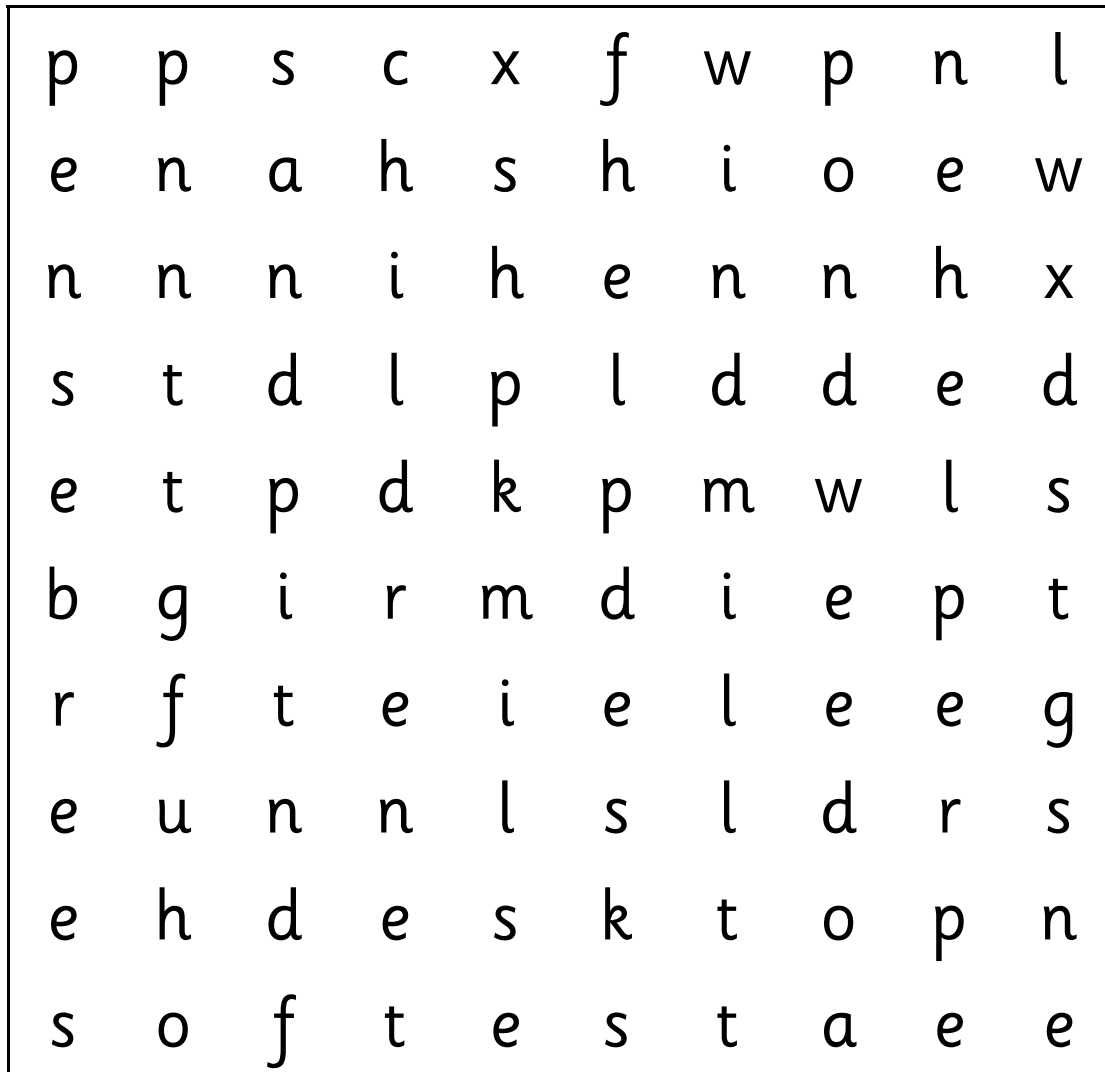 p p s c x f w p n l
e n a h s h i o e w
n n n i h e n n h x
s t d l p l d d e d
e t p d k p m w l s
b g i r m d i e p t
r f t e i e l e e g
e u n n l s l d r s
e h d e s k t o p n
s o f t e s t a e e